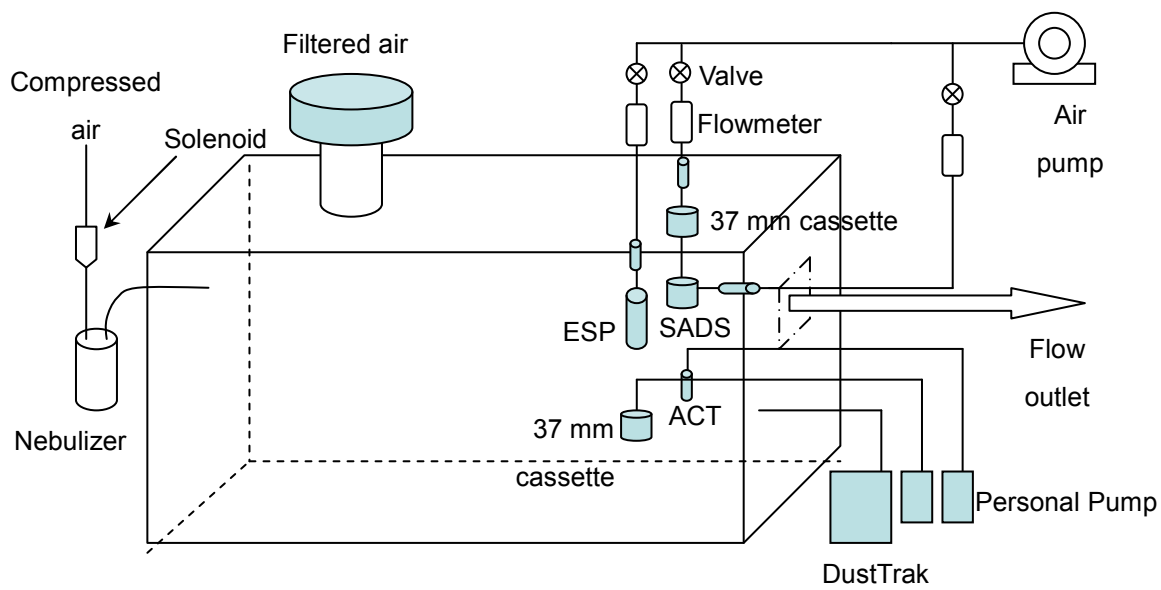 Filtered air
Compressed
air
Solenoid
Valve
Flowmeter
Air
pump
37 mm cassette
ESP
SADS
Flow
outlet
ACT
37 mm
cassette
Nebulizer
Personal Pump
DustTrak